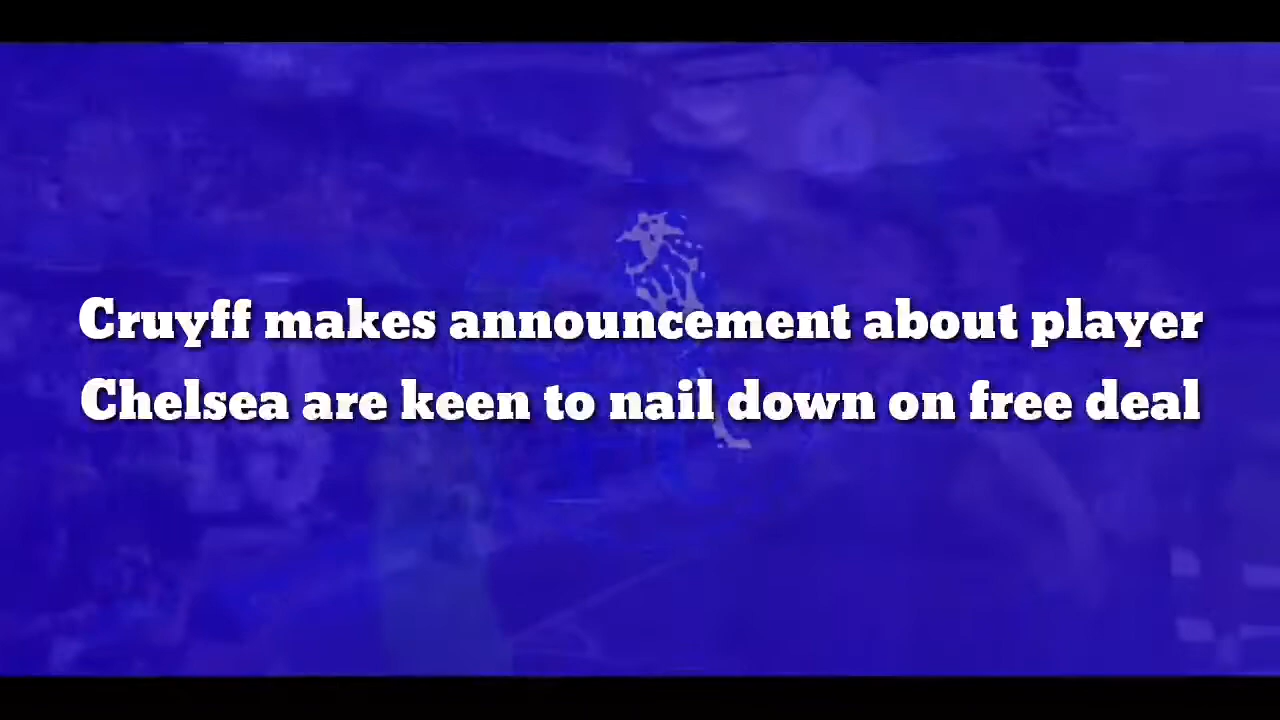 Cruyff makes announcement about player
Chelsea are keen to nail down on free deal